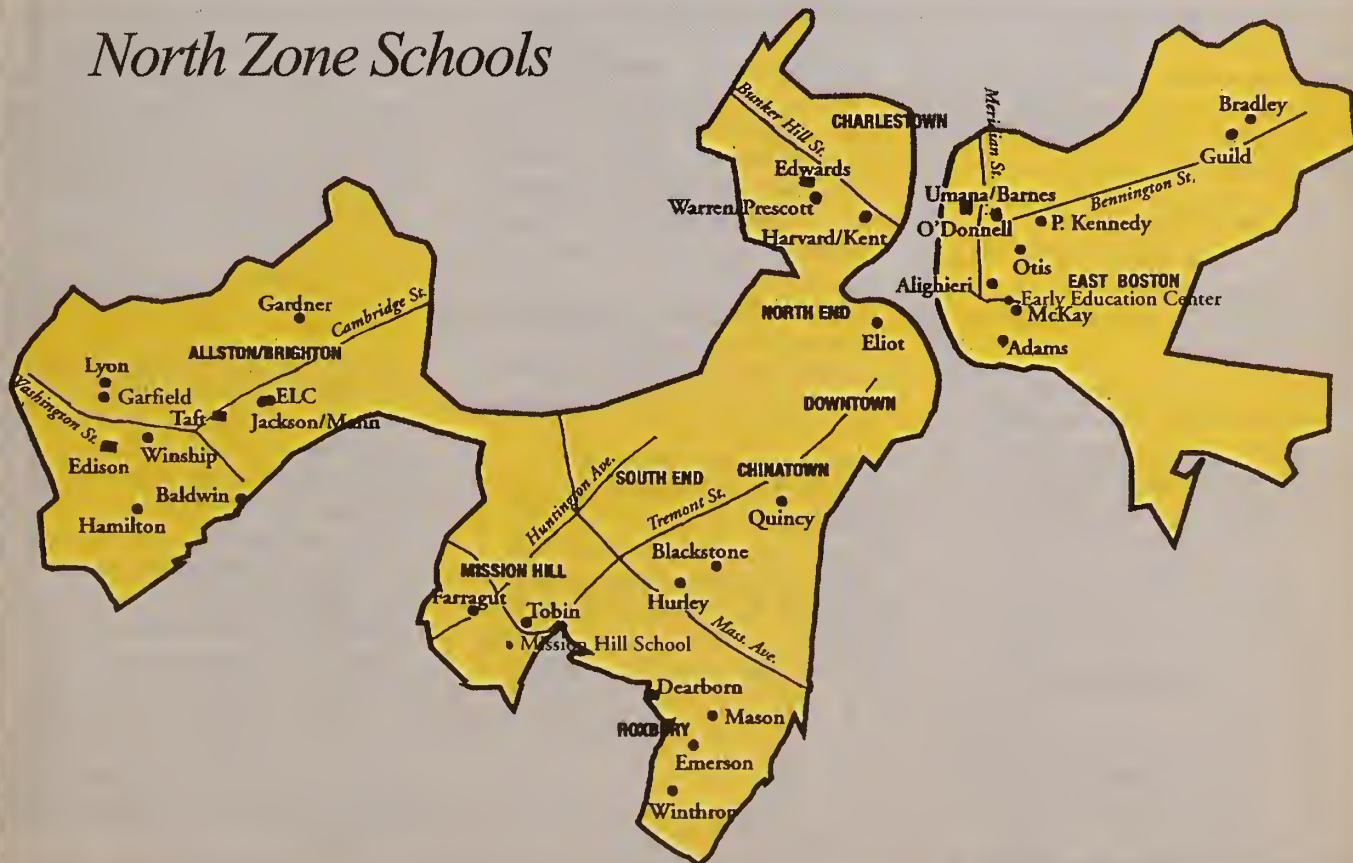 North Zone Schools
Bunker Hill St.
CHARLESTOWN
Edwards
Warren/Prescott
Harvard/Kent
Meridian St.
Bradley
Guild
Bennington St.
Umana/Barnes
O'Donnell
P. Kennedy
Otis
Alighieri
EAST BOSTON
Early Education Center
McKay
Adams
Gardner
Cambridge St.
ALLSTON/BRIGHTON
Lyon
Garfield
Washington St.
Taft
ELC
Jackson/Mann
Edison
Winship
Baldwin
Hamilton
NORTH END
Eliot
DOWNTOWN
CHINATOWN
SOUTH END
Huntington Ave.
Tremont St.
Quincy
Blackstone
Hurley
Mass. Ave.
MISSION HILL
Farragut
Tobin
Mission Hill School
Dearborn
Mason
ROXBURY
Emerson
Winthrop